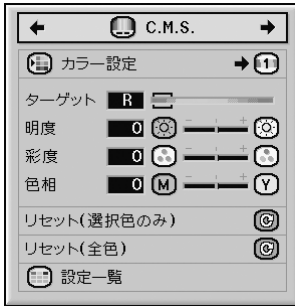 C.M.S.
カラー設定 1
ターゲット R
明度 0 - +
彩度 0 - +
色相 0 M - + Y
リセット(選択色のみ)
リセット(全色)
設定一覧